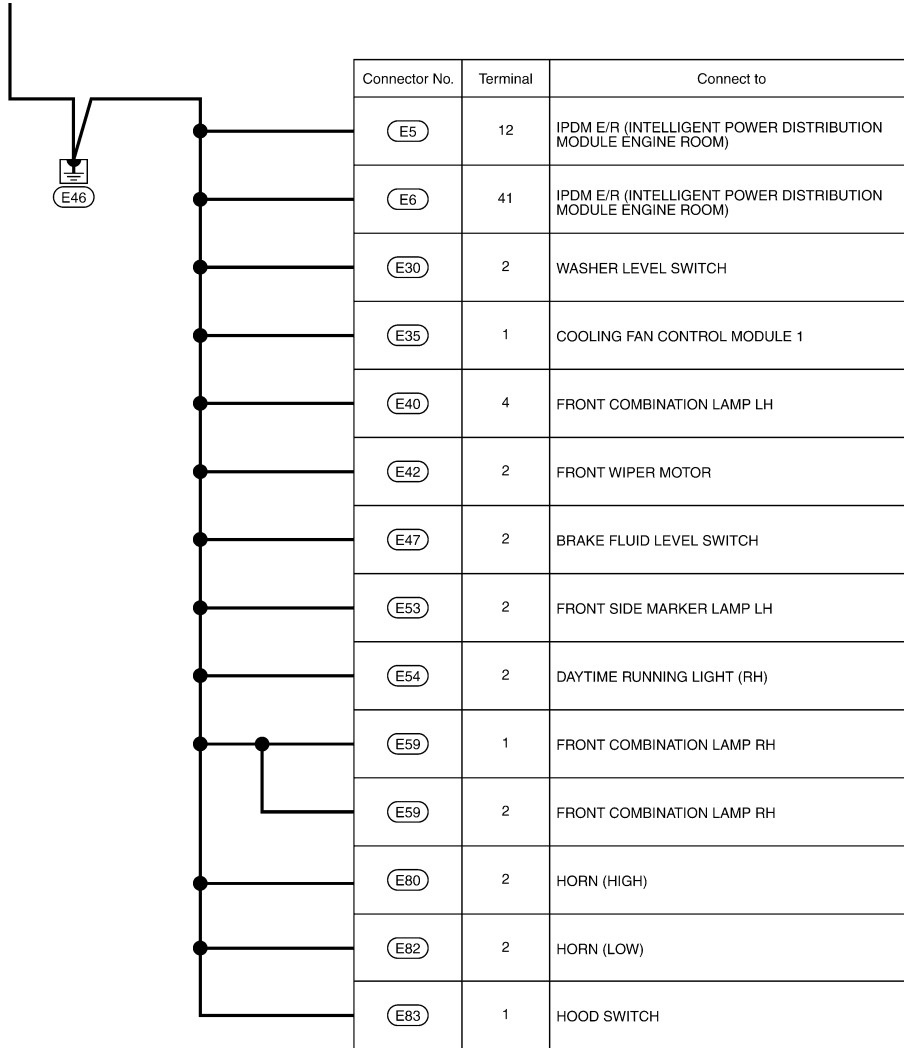 Connector No. Terminal Connect to
E5 12 IPDM E/R (INTELLIGENT POWER DISTRIBUTION
MODULE ENGINE ROOM)
E46
E6 41 IPDM E/R (INTELLIGENT POWER DISTRIBUTION
MODULE ENGINE ROOM)
E30 2 WASHER LEVEL SWITCH
E35 1 COOLING FAN CONTROL MODULE 1
E40 4 FRONT COMBINATION LAMP LH
E42 2 FRONT WIPER MOTOR
E47 2 BRAKE FLUID LEVEL SWITCH
E53 2 FRONT SIDE MARKER LAMP LH
E54 2 DAYTIME RUNNING LIGHT (RH)
E59 1 FRONT COMBINATION LAMP RH
E59 2 FRONT COMBINATION LAMP RH
E80 2 HORN (HIGH)
E82 2 HORN (LOW)
E83 1 HOOD SWITCH